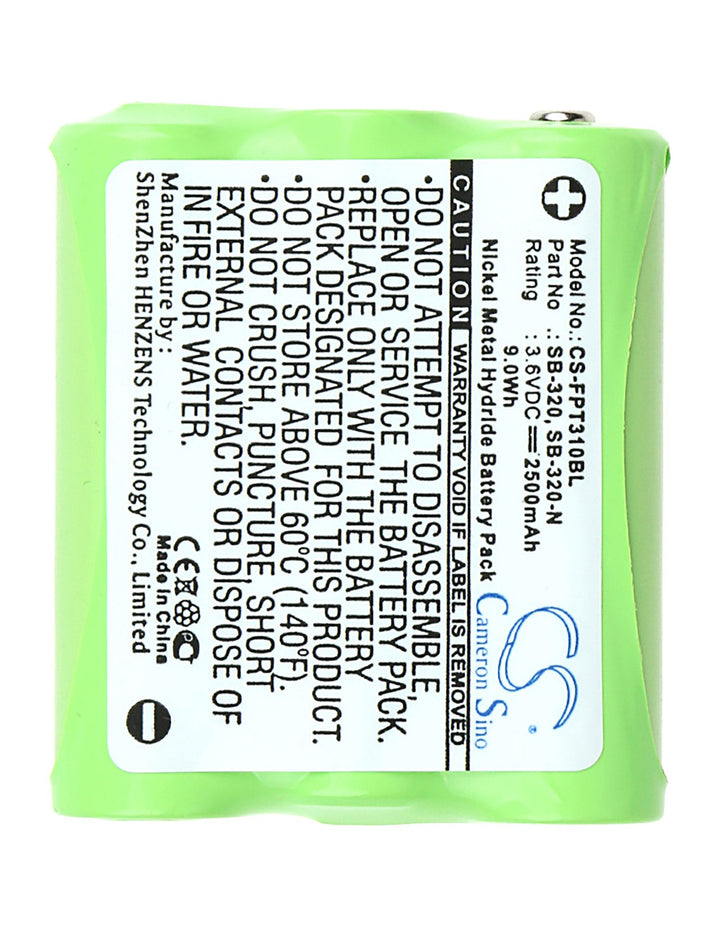 Model No.: CS-FPT310BL
Part No .: SB-320, SB-320-N
Rating : 3.6VDC ⎓ 2500mAh
9.0Wh
Nickel Metal Hydride Battery Pack
CS®
Cameron Sino
CAUTION WARRANTY VOID IF LABEL IS REMOVED
•DO NOT ATTEMPT TO DISASSEMBLE,
OPEN OR SERVICE THE BATTERY PACK.
•REPLACE ONLY WITH THE BATTERY
PACK DESIGNATED FOR THIS PRODUCT.
•DO NOT STORE ABOVE 60℃ (140℉).
•DO NOT CRUSH, PUNCTURE, SHORT
EXTERNAL CONTACTS OR DISPOSE OF
IN FIRE OR WATER.
CE PC
Manufacture by : Made in China
ShenZhen HENZENS Technology Co., Limited